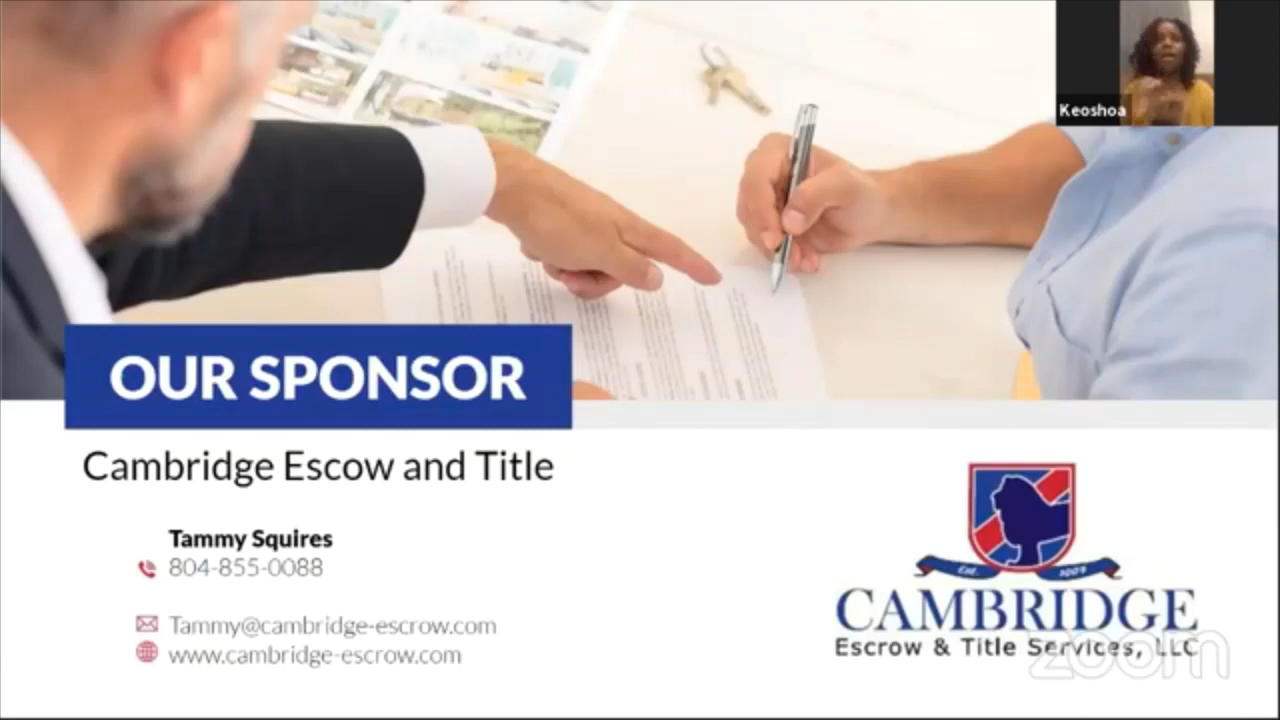 Keoshoa
OUR SPONSOR
Cambridge Escow and Title
Tammy Squires
804-855-0088
Tammy@cambridge-escrow.com
www.cambridge-escrow.com
Est.
CAMBRIDGE
Escrow & Title Services, LLC
zoom